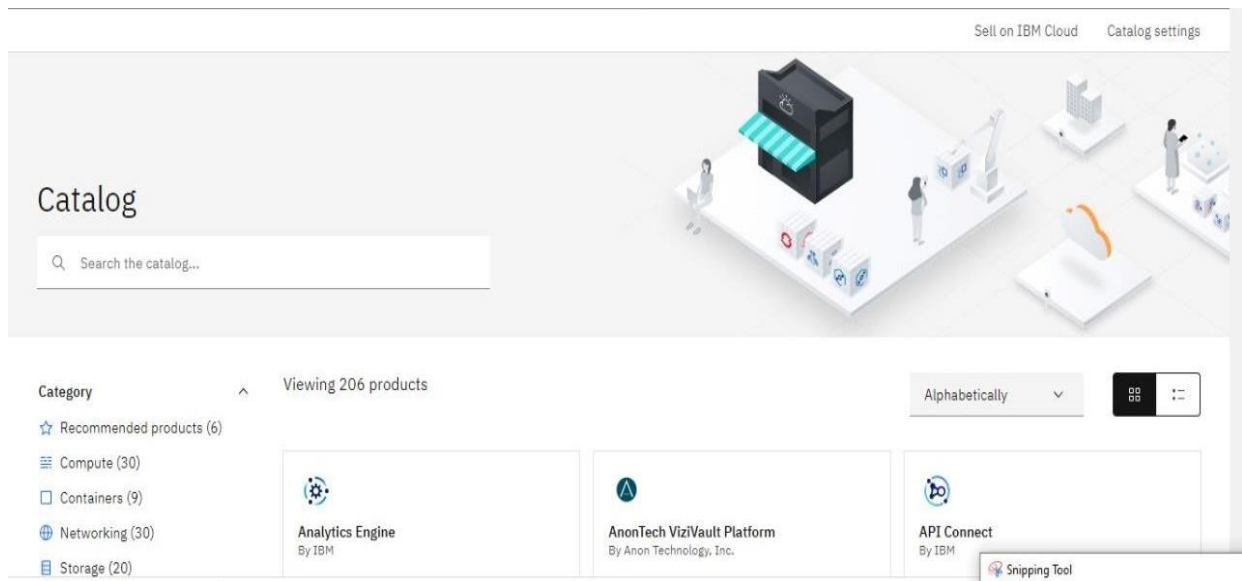 Sell on IBM Cloud Catalog settings
Catalog
Search the catalog...
Category
Recommended products (6)
Compute (30)
Containers (9)
Networking (30)
Storage (20)
Viewing 206 products
Alphabetically
Analytics Engine
By IBM
AnonTech ViziVault Platform
By Anon Technology, Inc.
API Connect
By IBM
Snipping Tool